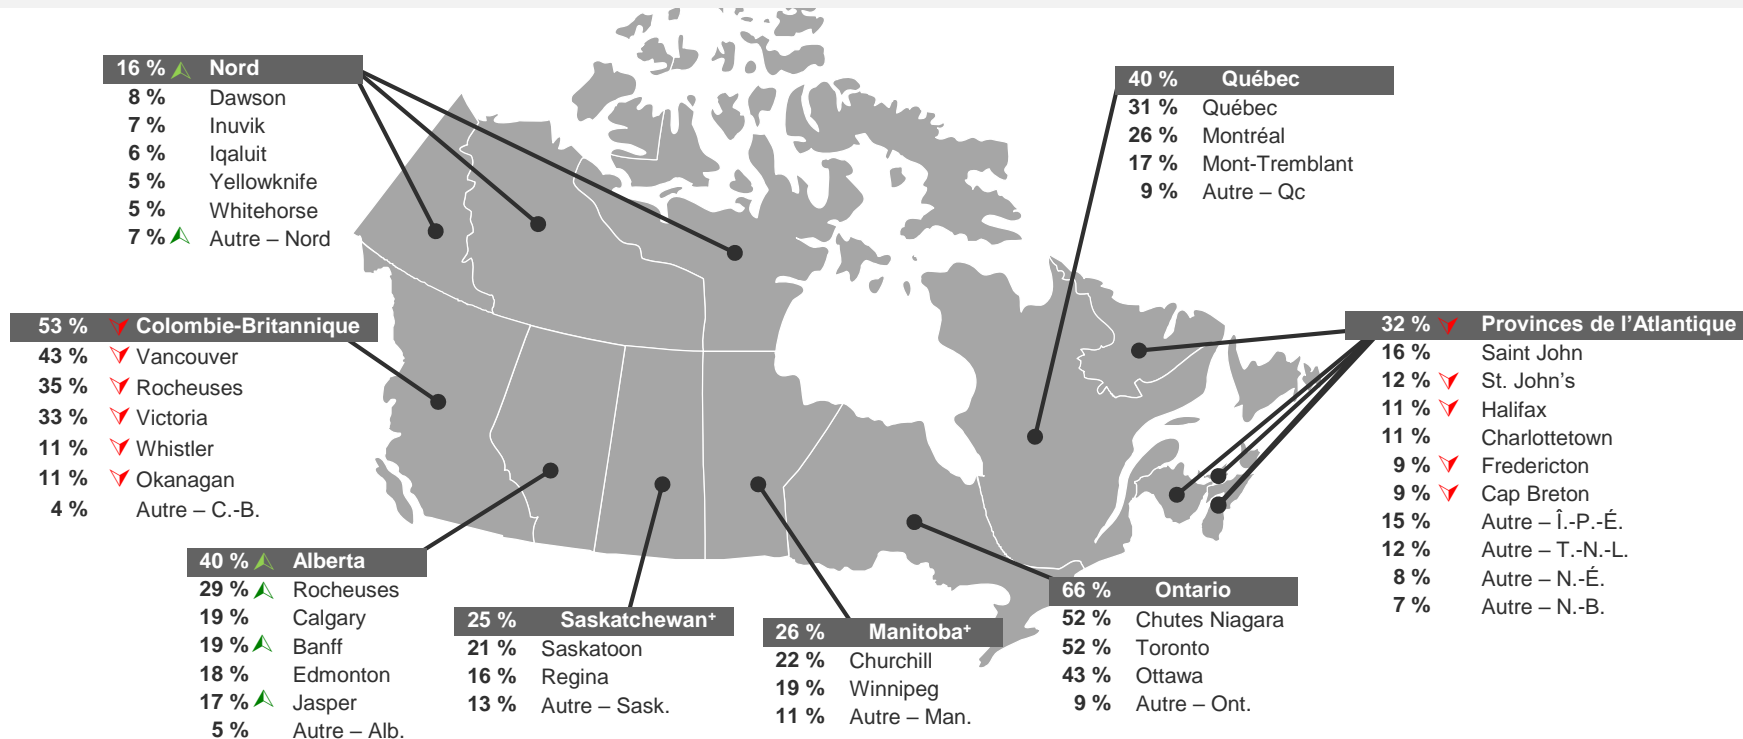 16 % Nord
8 % Dawson
7 % Inuvik
6 % Iqaluit
5 % Yellowknife
5 % Whitehorse
7 % Autre – Nord
40 % Québec
31 % Québec
26 % Montréal
17 % Mont-Tremblant
9 % Autre – Qc
53 % Colombie-Britannique
43 % Vancouver
35 % Rocheuses
33 % Victoria
11 % Whistler
11 % Okanagan
4 % Autre – C.-B.
32 % Provinces de l’Atlantique
16 % Saint John
12 % St. John’s
11 % Halifax
11 % Charlottetown
9 % Fredericton
9 % Cap Breton
15 % Autre – Î.-P.-É.
12 % Autre – T.-N.-L.
8 % Autre – N.-É.
7 % Autre – N.-B.
40 % Alberta
29 % Rocheuses
19 % Calgary
19 % Banff
18 % Edmonton
17 % Jasper
5 % Autre – Alb.
25 % Saskatchewan⁺
21 % Saskatoon
16 % Regina
13 % Autre – Sask.
26 % Manitoba⁺
22 % Churchill
19 % Winnipeg
11 % Autre – Man.
66 % Ontario
52 % Chutes Niagara
52 % Toronto
43 % Ottawa
9 % Autre – Ont.